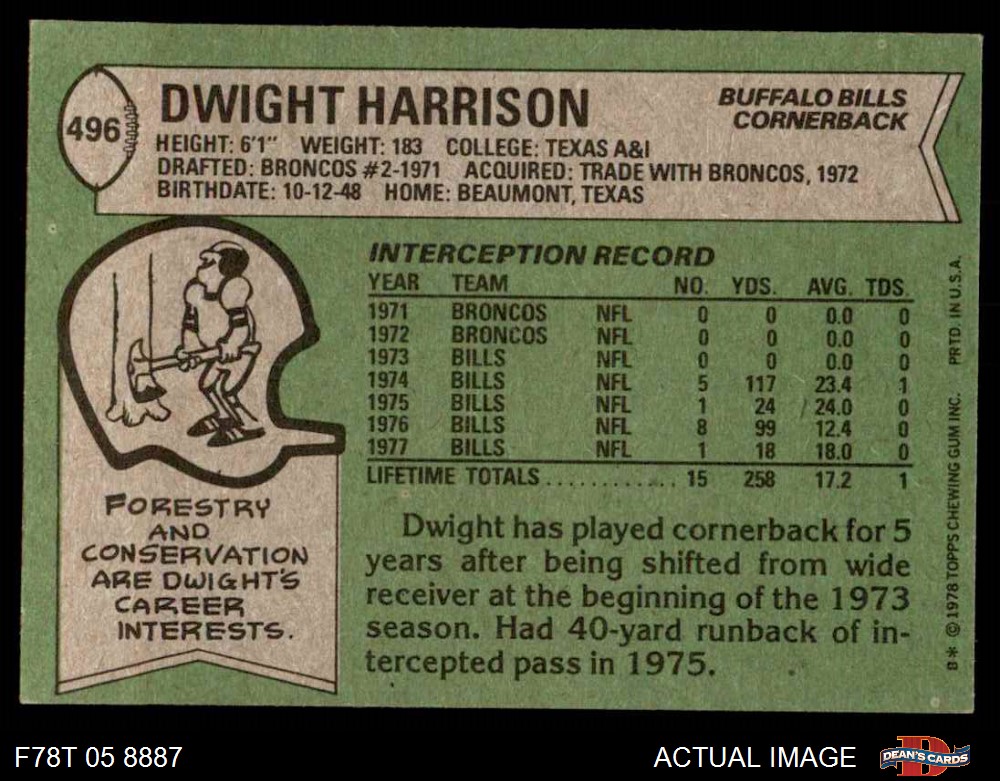 496
DWIGHT HARRISON
BUFFALO BILLS
CORNERBACK
HEIGHT: 6'1" WEIGHT: 183 COLLEGE: TEXAS A&I
DRAFTED: BRONCOS #2-1971 ACQUIRED: TRADE WITH BRONCOS, 1972
BIRTHDATE: 10-12-48 HOME: BEAUMONT, TEXAS
INTERCEPTION RECORD
YEAR TEAM NO. YDS. AVG. TDS.
1971 BRONCOS NFL 0 0 0.0 0
1972 BRONCOS NFL 0 0 0.0 0
1973 BILLS NFL 0 0 0.0 0
1974 BILLS NFL 5 117 23.4 1
1975 BILLS NFL 1 24 24.0 0
1976 BILLS NFL 8 99 12.4 0
1977 BILLS NFL 1 18 18.0 0
LIFETIME TOTALS............ 15 258 17.2 1
Dwight has played cornerback for 5
years after being shifted from wide
receiver at the beginning of the 1973
season. Had 40-yard runback of in-
tercepted pass in 1975.
FORESTRY
AND
CONSERVATION
ARE DWIGHT'S
CAREER
INTERESTS.
B* © 1978 TOPPS CHEWING GUM INC. PRTD. IN U.S.A.
F78T 05 8887
ACTUAL IMAGE
D
DEAN'S CARDS